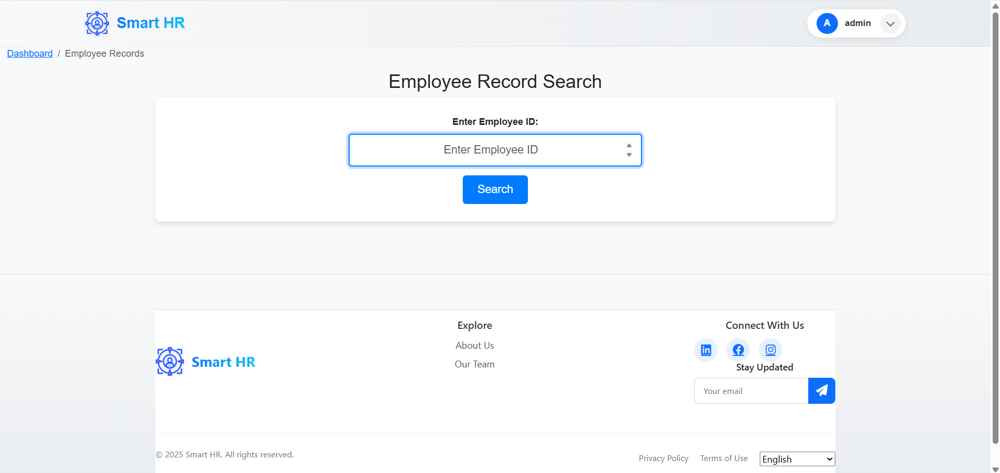 Smart HR
A admin
Dashboard / Employee Records
Employee Record Search
Enter Employee ID:
Enter Employee ID
Search
Smart HR
Explore
About Us
Our Team
Connect With Us
Stay Updated
Your email
© 2025 Smart HR. All rights reserved.
Privacy Policy Terms of Use English